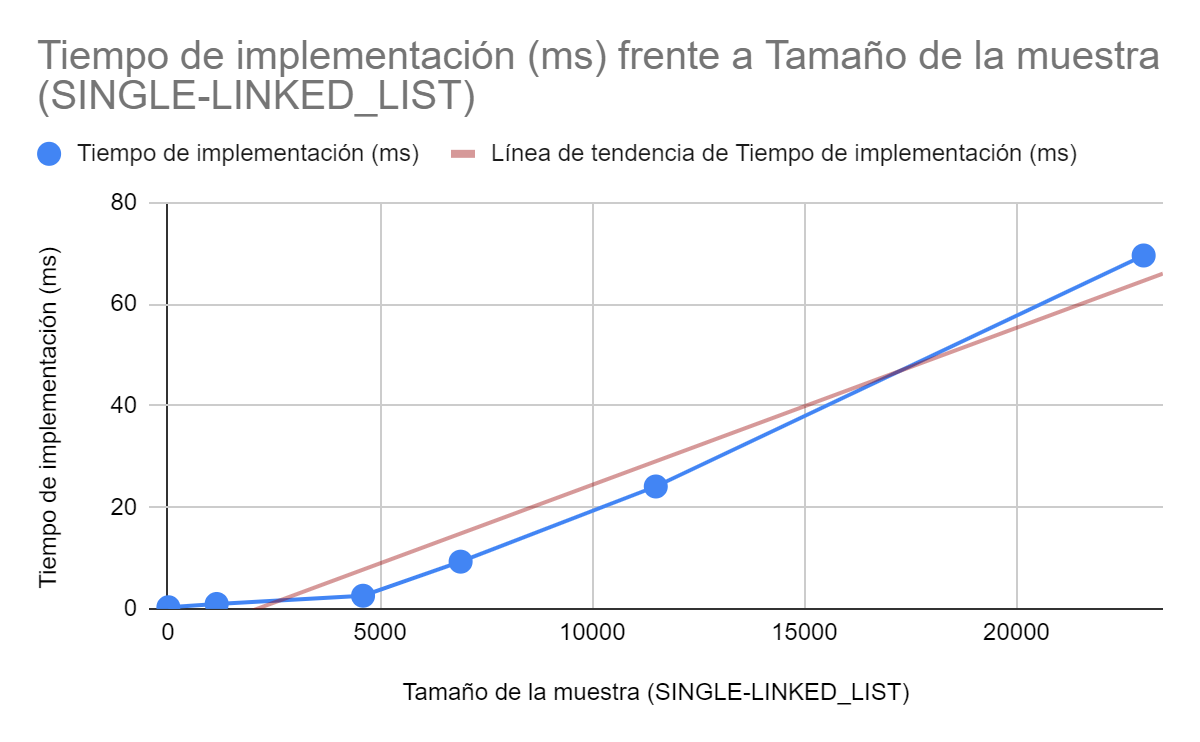 Tiempo de implementación (ms) frente a Tamaño de la muestra
(SINGLE-LINKED_LIST)
Tiempo de implementación (ms)
Línea de tendencia de Tiempo de implementación (ms)
Tiempo de implementación (ms)
80
60
40
20
0
0
5000
10000
15000
20000
Tamaño de la muestra (SINGLE-LINKED_LIST)